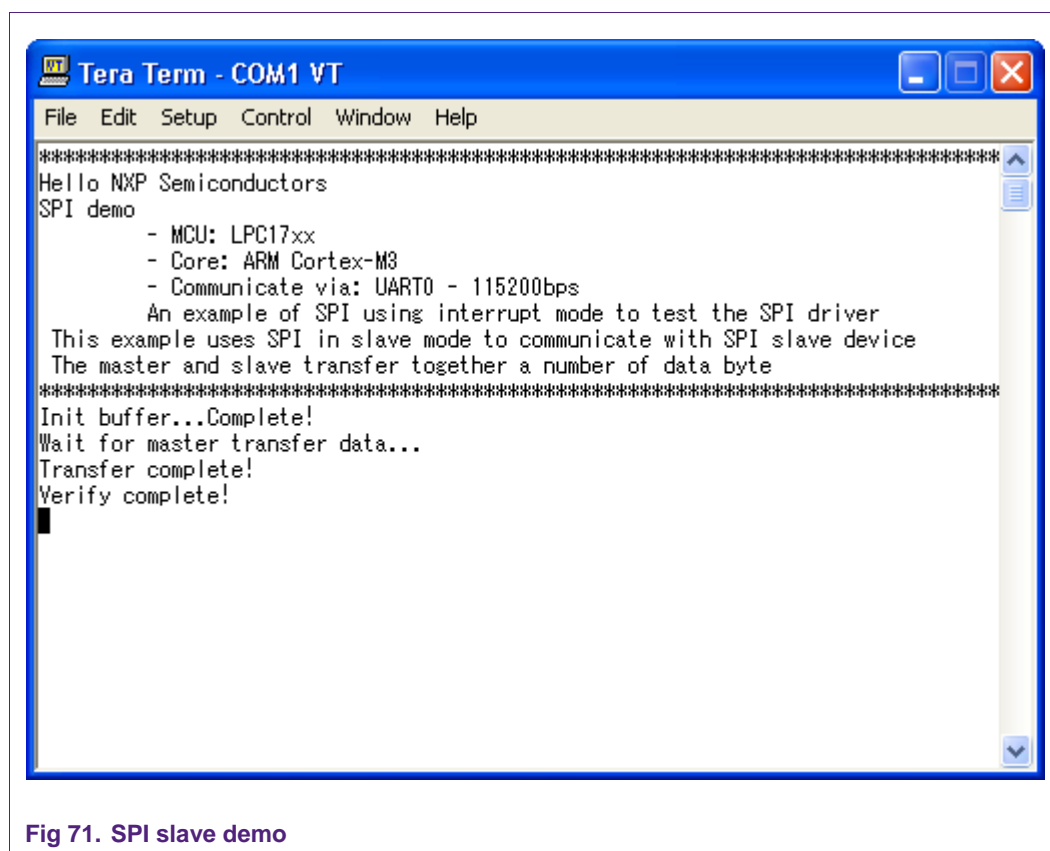 Tera Term - COM1 VT
File Edit Setup Control Window Help
********************************************************************************
Hello NXP Semiconductors
SPI demo
- MCU: LPC17xx
- Core: ARM Cortex-M3
- Communicate via: UART0 - 115200bps
An example of SPI using interrupt mode to test the SPI driver
This example uses SPI in slave mode to communicate with SPI slave device
The master and slave transfer together a number of data byte
********************************************************************************
Init buffer...Complete!
Wait for master transfer data...
Transfer complete!
Verify complete!
Fig 71. SPI slave demo